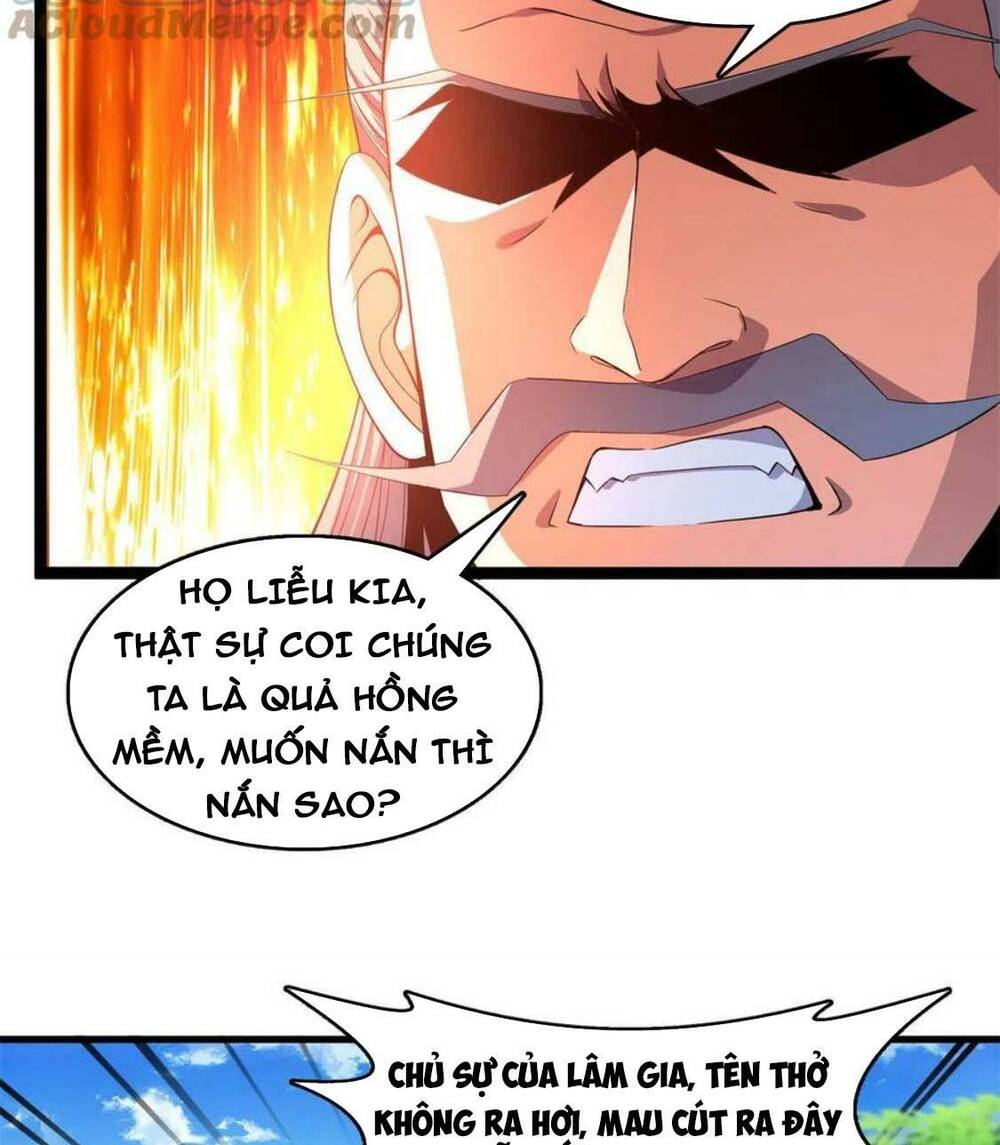 AcloudMerge.com
HỌ LIỄU KIA,
THẬT SỰ COI CHÚNG
TA LÀ QUẢ HỒNG
MỀM, MUỐN NẮN THÌ
NẮN SAO?
CHỦ SỰ CỦA LÂM GIA, TÊN THỞ
KHÔNG RA HƠI, MAU CÚT RA ĐÂY